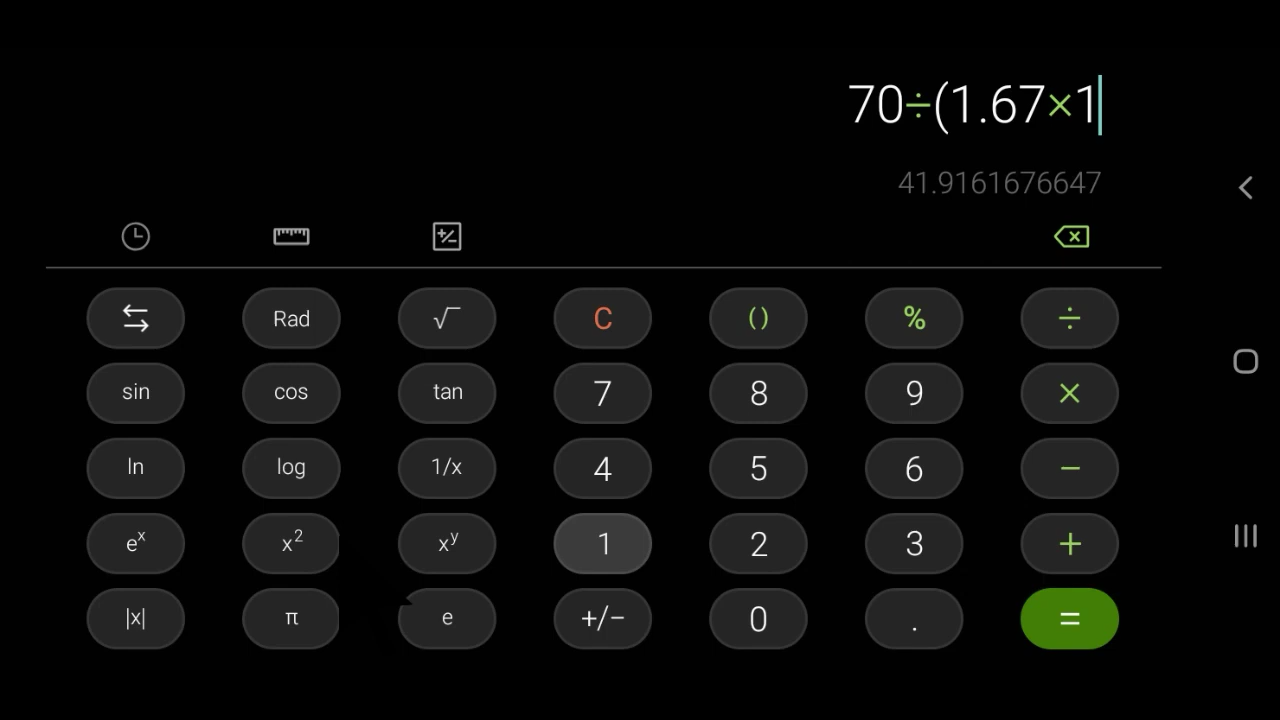 70÷(1.67×1
41.9161676647
Rad √ C () % ÷
sin cos tan 7 8 9 ×
ln log 1/x 4 5 6 −
eˣ x² xʸ 1 2 3 +
|x| π e +/− 0 . =